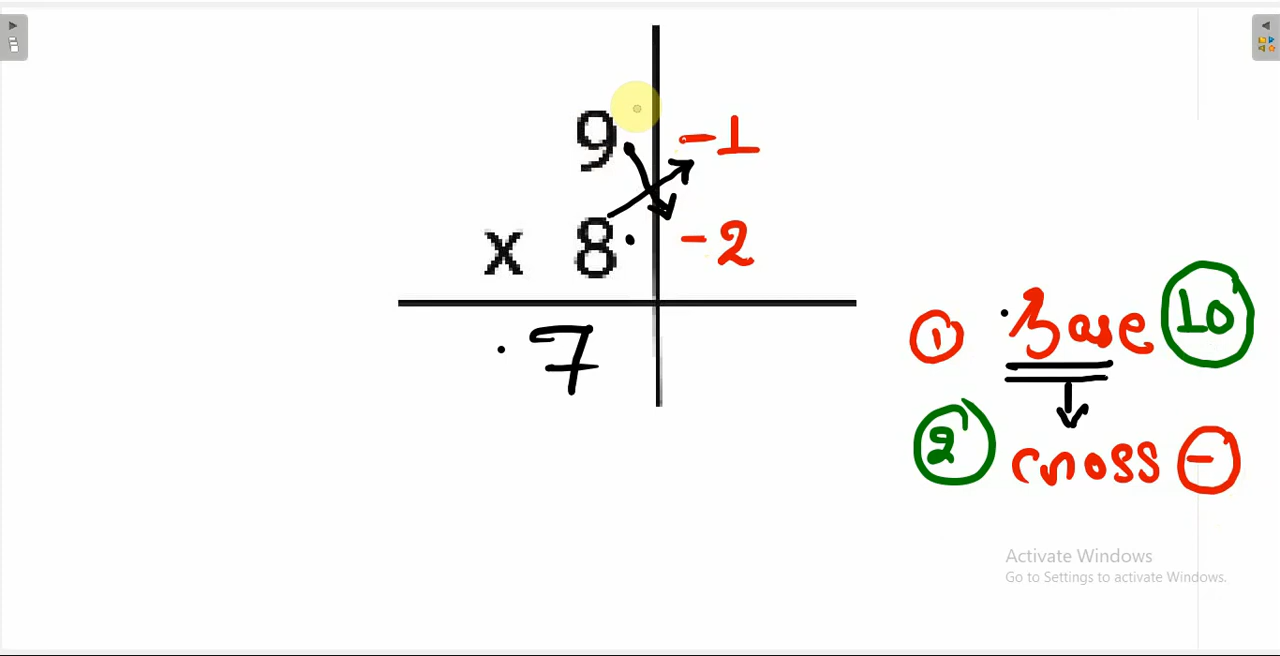 9 -1
x 8 -2
7
1 Base 10
2 cross -
Activate Windows
Go to Settings to activate Windows.